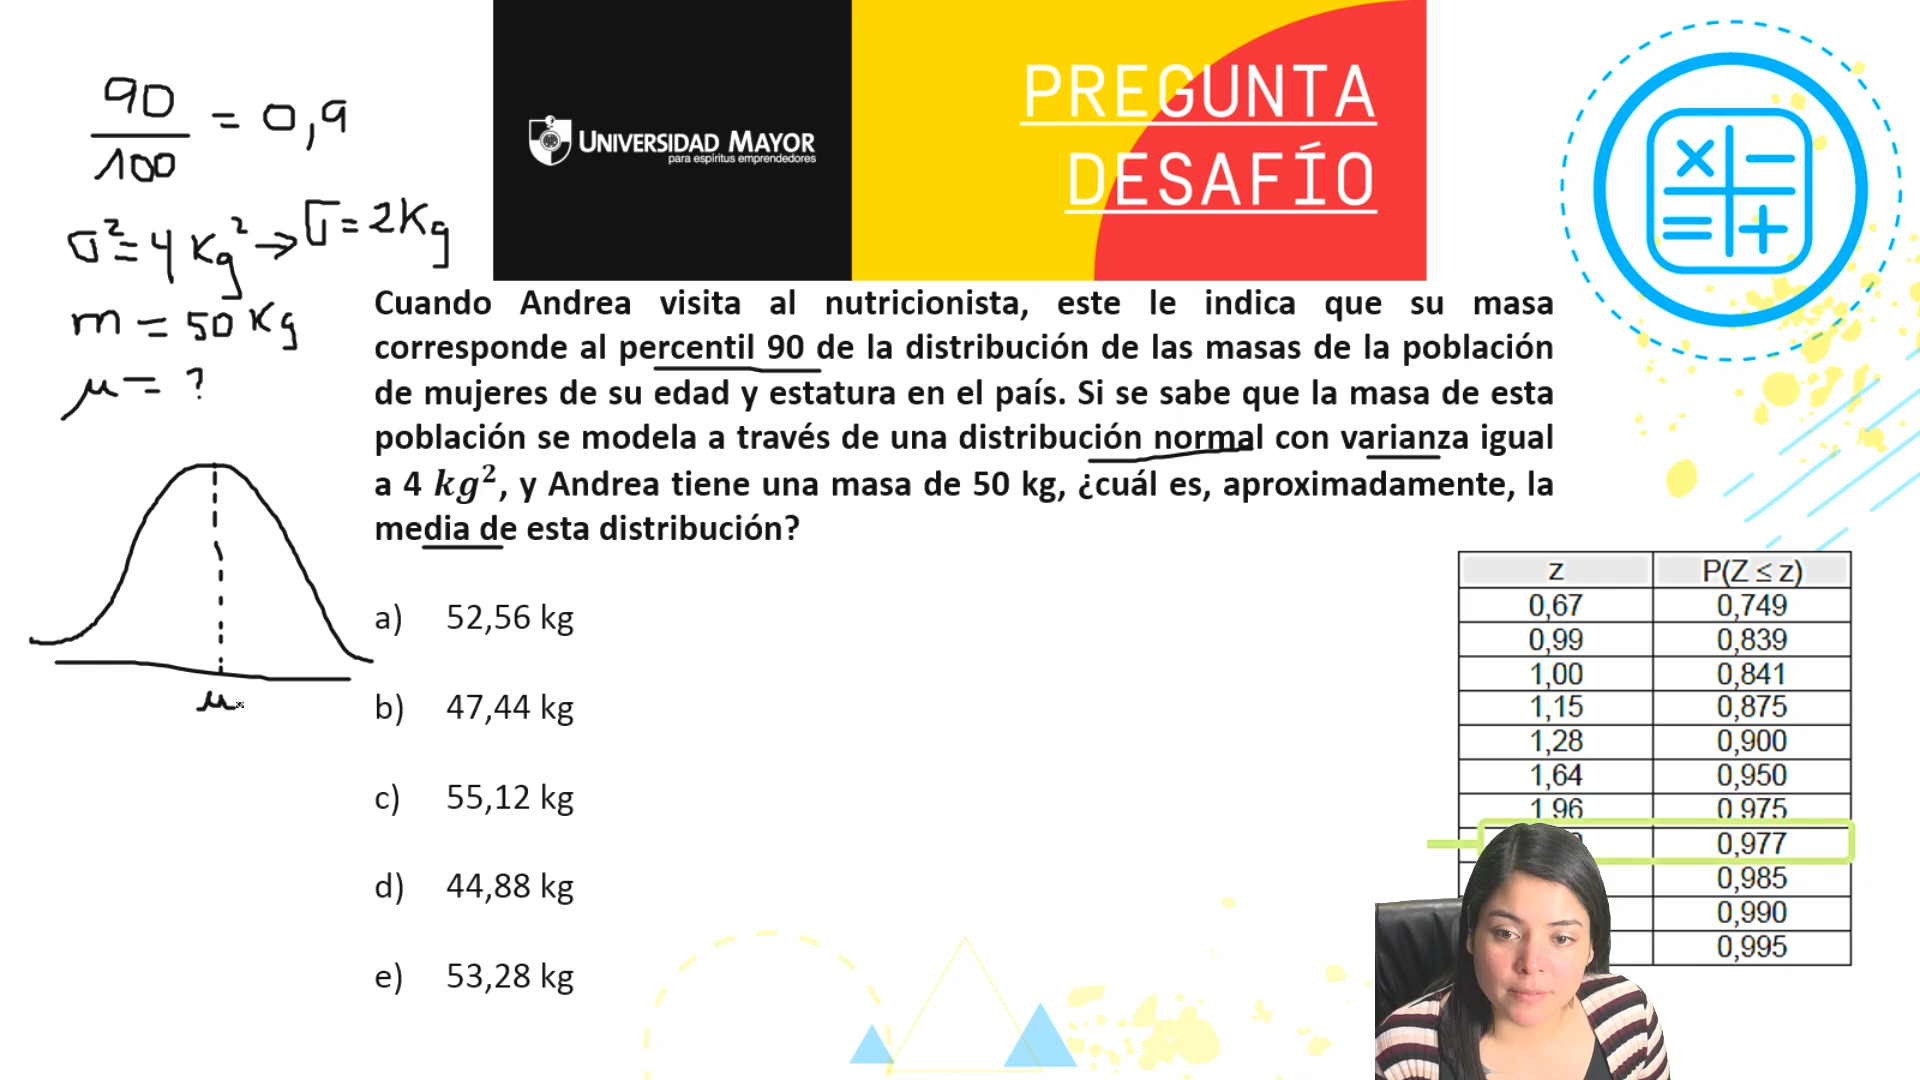 90
100
= 0,9
σ²=4 Kg² → σ=2Kg
m = 50 Kg
μ = ?
μ
UNIVERSIDAD MAYOR
para espíritus emprendedores
PREGUNTA
DESAFÍO
Cuando Andrea visita al nutricionista, este le indica que su masa
corresponde al percentil 90 de la distribución de las masas de la población
de mujeres de su edad y estatura en el país. Si se sabe que la masa de esta
población se modela a través de una distribución normal con varianza igual
a 4 kg², y Andrea tiene una masa de 50 kg, ¿cuál es, aproximadamente, la
media de esta distribución?
a) 52,56 kg
b) 47,44 kg
c) 55,12 kg
d) 44,88 kg
e) 53,28 kg
z P(Z ≤ z)
0,67 0,749
0,99 0,839
1,00 0,841
1,15 0,875
1,28 0,900
1,64 0,950
1,96 0,975
0,977
0,985
0,990
0,995